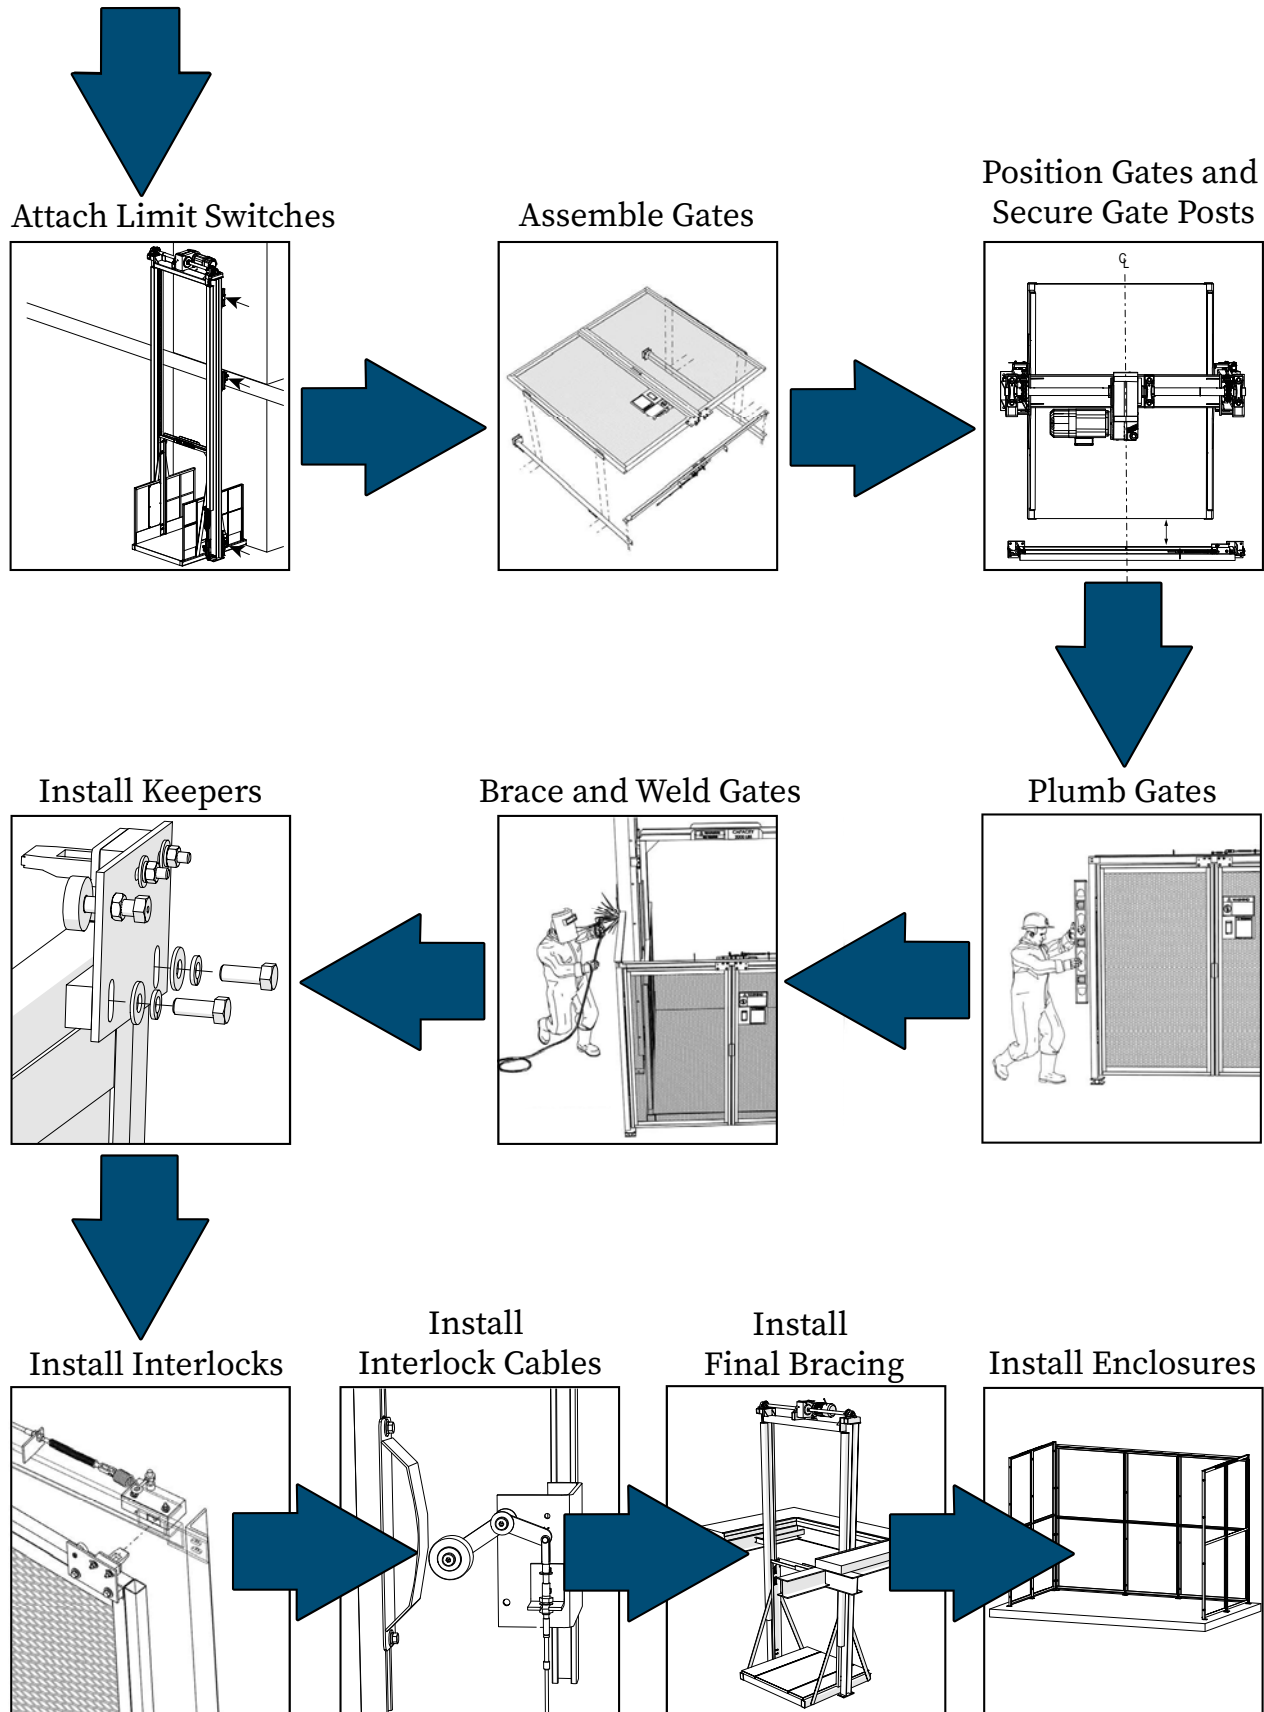 Attach Limit Switches
Assemble Gates
Position Gates and
Secure Gate Posts
Plumb Gates
Brace and Weld Gates
CAPACITY
Install Keepers
Install Interlocks
Install
Interlock Cables
Install
Final Bracing
Install Enclosures